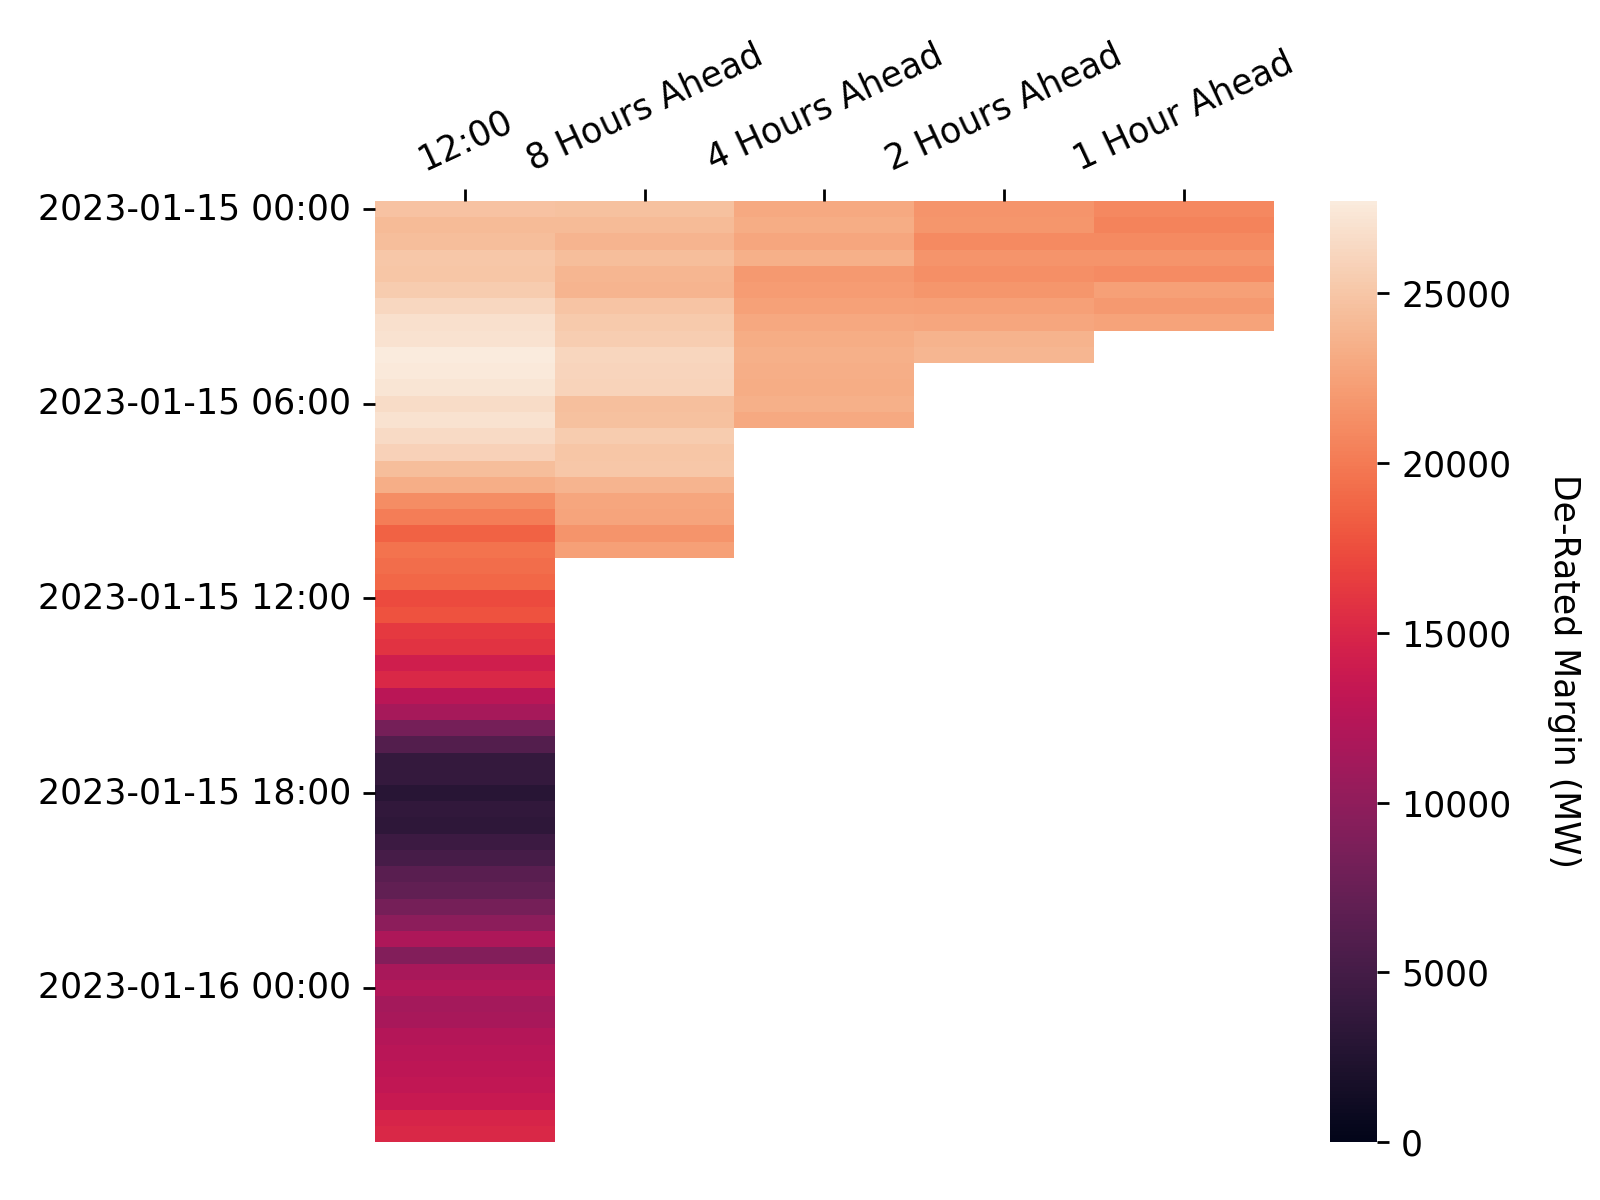 12:00
8 Hours Ahead
4 Hours Ahead
2 Hours Ahead
1 Hour Ahead
2023-01-15 00:00
2023-01-15 06:00
2023-01-15 12:00
2023-01-15 18:00
2023-01-16 00:00
25000
20000
15000
10000
5000
0
De-Rated Margin (MW)